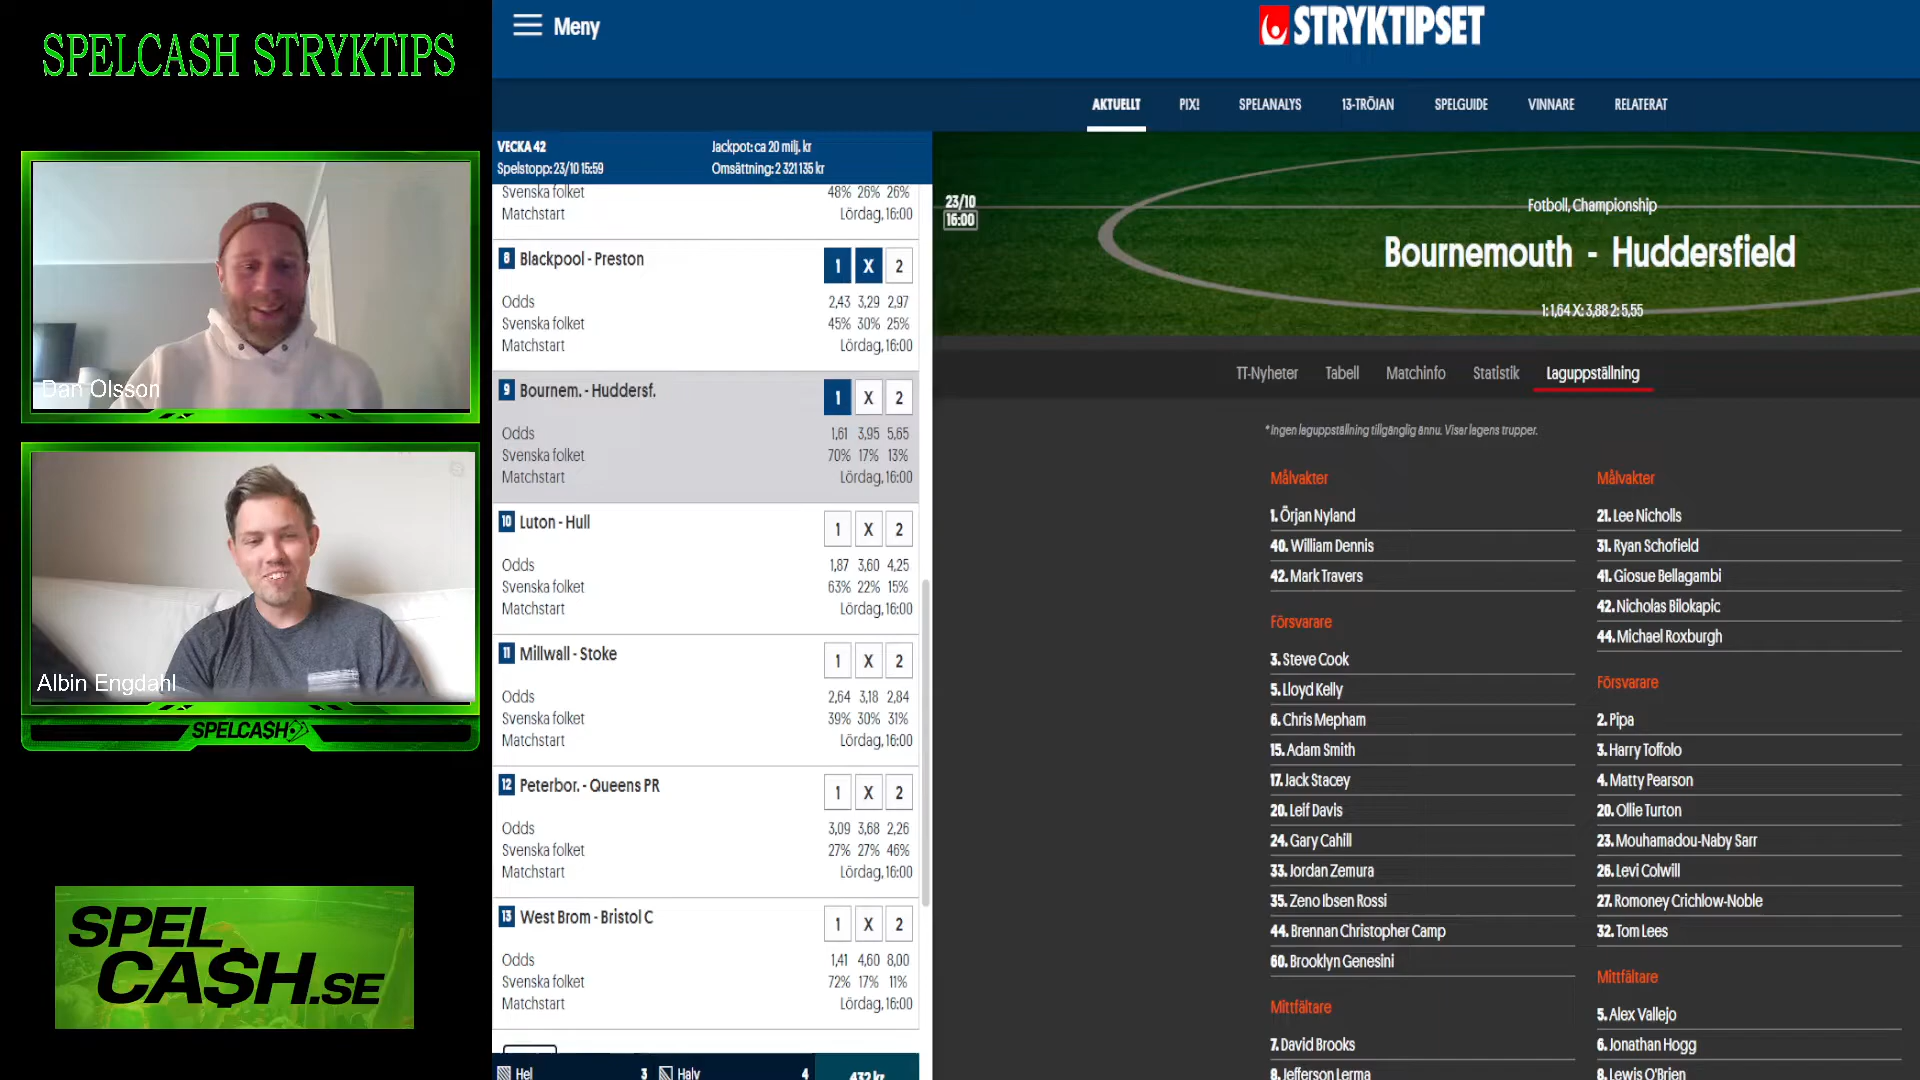 SPELCASH STRYKTIPS
Dan Olsson
Albin Engdahl
SPELCA$H
SPEL
CA$H.SE
Meny
STRYKTIPSET
AKTUELLT PIX! SPELANALYS 13-TRÖJAN SPELGUIDE VINNARE RELATERAT
VECKA 42 Jackpot: ca 20 milj. kr
Spelstopp: 23/10 15:59 Omsättning: 2 321 135 kr
Svenska folket 48% 26% 26%
Matchstart Lördag, 16:00
8 Blackpool - Preston 1 X 2
Odds 2,43 3,29 2,97
Svenska folket 45% 30% 25%
Matchstart Lördag, 16:00
9 Bournem. - Huddersf. 1 X 2
Odds 1,61 3,95 5,65
Svenska folket 70% 17% 13%
Matchstart Lördag, 16:00
10 Luton - Hull 1 X 2
Odds 1,87 3,60 4,25
Svenska folket 63% 22% 15%
Matchstart Lördag, 16:00
11 Millwall - Stoke 1 X 2
Odds 2,64 3,18 2,84
Svenska folket 39% 30% 31%
Matchstart Lördag, 16:00
12 Peterbor. - Queens PR 1 X 2
Odds 3,09 3,68 2,26
Svenska folket 27% 27% 46%
Matchstart Lördag, 16:00
13 West Brom - Bristol C 1 X 2
Odds 1,41 4,60 8,00
Svenska folket 72% 17% 11%
Matchstart Lördag, 16:00
Hel 3 Halv 4 432 kr
23/10
16:00
Fotboll, Championship
Bournemouth - Huddersfield
1: 1,64 X: 3,88 2: 5,55
TT-Nyheter Tabell Matchinfo Statistik Laguppställning
* Ingen laguppställning tillgänglig ännu. Visar lagens trupper.
Målvakter
1. Örjan Nyland
40. William Dennis
42. Mark Travers
Försvarare
3. Steve Cook
5. Lloyd Kelly
6. Chris Mepham
15. Adam Smith
17. Jack Stacey
20. Leif Davis
24. Gary Cahill
33. Jordan Zemura
35. Zeno Ibsen Rossi
44. Brennan Christopher Camp
60. Brooklyn Genesini
Mittfältare
7. David Brooks
8. Jefferson Lerma
Målvakter
21. Lee Nicholls
31. Ryan Schofield
41. Giosue Bellagambi
42. Nicholas Bilokapic
44. Michael Roxburgh
Försvarare
2. Pipa
3. Harry Toffolo
4. Matty Pearson
20. Ollie Turton
23. Mouhamadou-Naby Sarr
26. Levi Colwill
27. Romoney Crichlow-Noble
32. Tom Lees
Mittfältare
5. Alex Vallejo
6. Jonathan Hogg
8. Lewis O'Brien